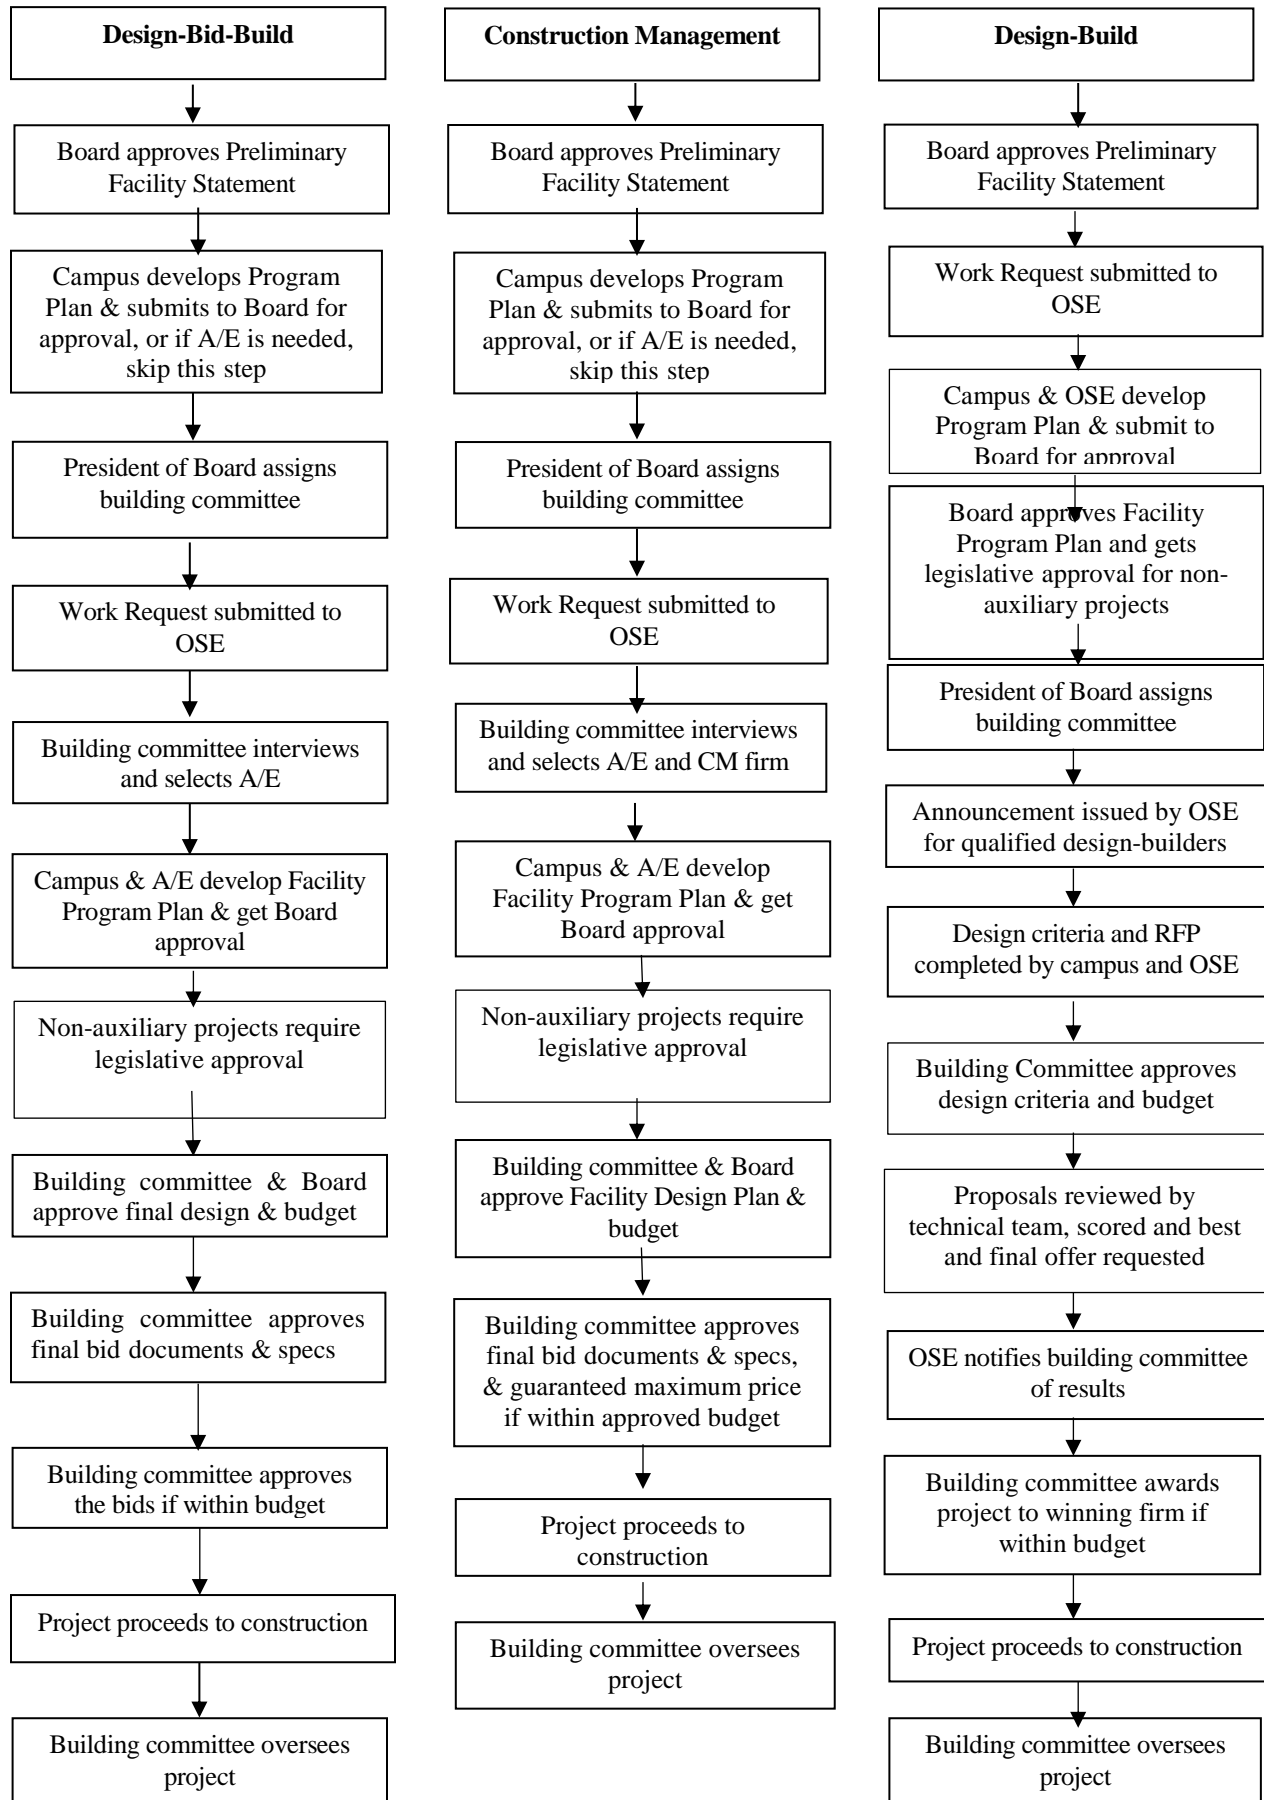 Design-Bid-Build
Board approves Preliminary
Facility Statement
Campus develops Program
Plan & submits to Board for
approval, or if A/E is needed,
skip this step
President of Board assigns
building committee
Work Request submitted to
OSE
Building committee interviews
and selects A/E
Campus & A/E develop Facility
Program Plan & get Board
approval
Non-auxiliary projects require
legislative approval
Building committee & Board
approve final design & budget
Building committee approves
final bid documents & specs
Building committee approves
the bids if within budget
Project proceeds to construction
Building committee oversees
project
Construction Management
Board approves Preliminary
Facility Statement
Campus develops Program
Plan & submits to Board for
approval, or if A/E is needed,
skip this step
President of Board assigns
building committee
Work Request submitted to
OSE
Building committee interviews
and selects A/E and CM firm
Campus & A/E develop
Facility Program Plan & get
Board approval
Non-auxiliary projects require
legislative approval
Building committee & Board
approve Facility Design Plan &
budget
Building committee approves
final bid documents & specs,
& guaranteed maximum price
if within approved budget
Project proceeds to
construction
Building committee oversees
project
Design-Build
Board approves Preliminary
Facility Statement
Work Request submitted to
OSE
Campus & OSE develop
Program Plan & submit to
Board for approval
Board approves Facility
Program Plan and gets
legislative approval for non-
auxiliary projects
President of Board assigns
building committee
Announcement issued by OSE
for qualified design-builders
Design criteria and RFP
completed by campus and OSE
Building Committee approves
design criteria and budget
Proposals reviewed by
technical team, scored and best
and final offer requested
OSE notifies building committee
of results
Building committee awards
project to winning firm if
within budget
Project proceeds to construction
Building committee oversees
project